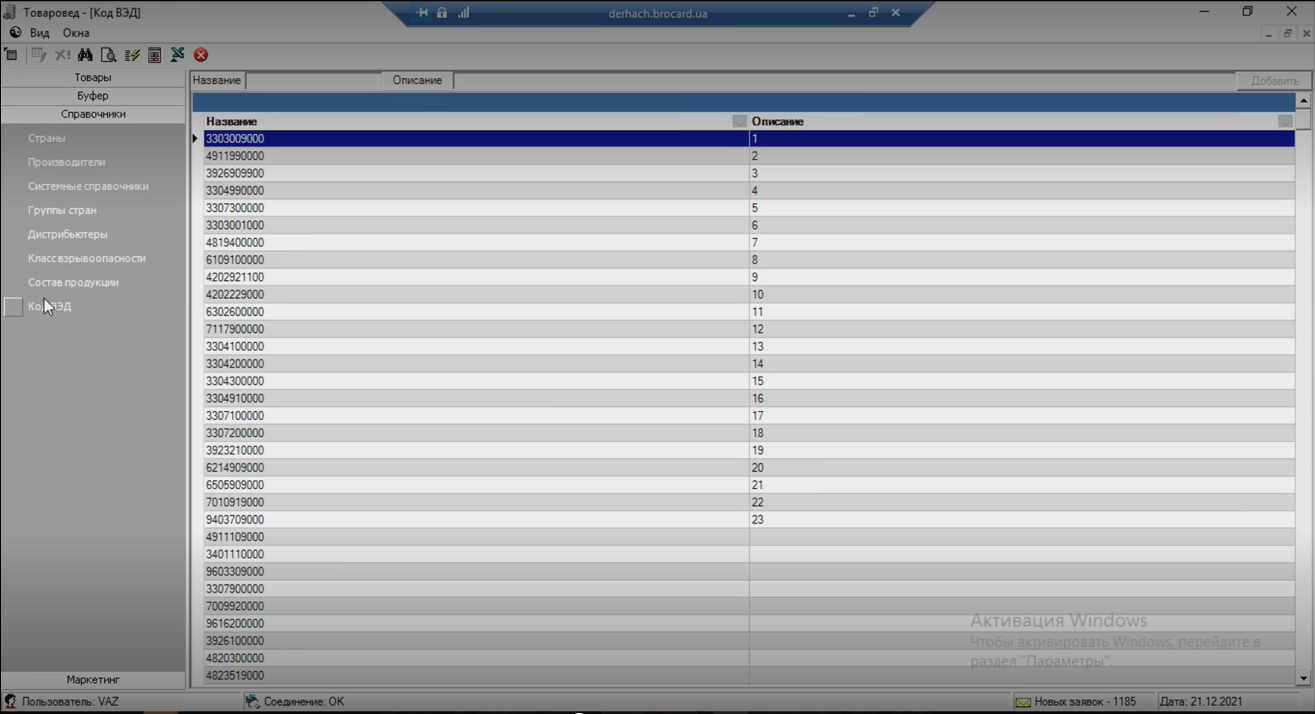 Товаровед - [Код ВЭД]
derhach.brocard.ua
Вид Окна
Товары
Буфер
Справочники
Страны
Производители
Системные справочники
Группы стран
Дистрибьютеры
Класс взрывоопасности
Состав продукции
Маркетинг
Название Описание Добавить
Название Описание
3303009000 1
4911990000 2
3926909900 3
3304990000 4
3307300000 5
3303001000 6
4819400000 7
6109100000 8
4202921100 9
4202229000 10
6302600000 11
7117900000 12
3304100000 13
3304200000 14
3304300000 15
3304910000 16
3307100000 17
3307200000 18
3923210000 19
6214909000 20
6505909000 21
7010919000 22
9403709000 23
4911109000
3401110000
9603309000
3307900000
7009920000
9616200000
3926100000
4820300000
4823519000
Активация Windows
Чтобы активировать Windows, перейдите в
раздел "Параметры".
Пользователь: VAZ Соединение: OK Новых заявок - 1185 Дата: 21.12.2021